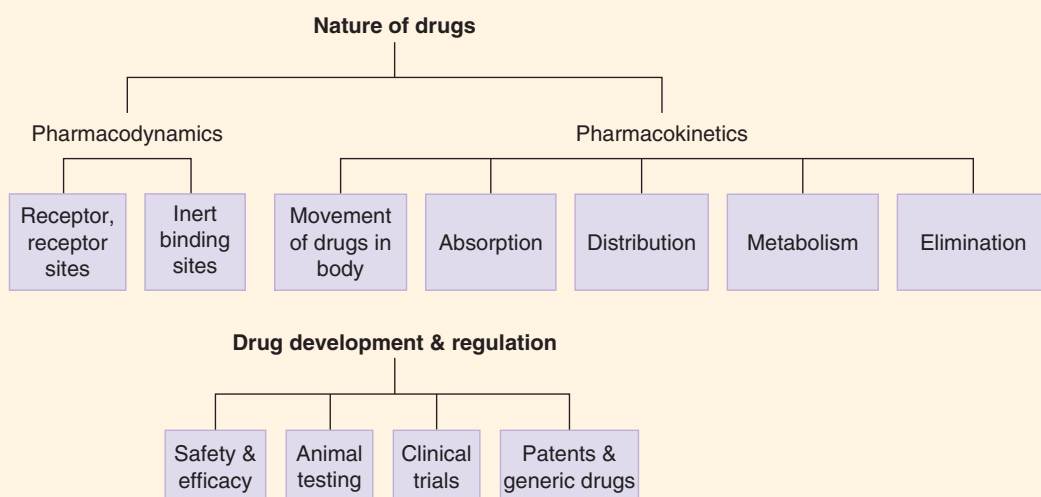 Nature of drugs
Pharmacodynamics
Pharmacokinetics
Receptor,
receptor
sites
Inert
binding
sites
Movement
of drugs in
body
Absorption
Distribution
Metabolism
Elimination
Drug development & regulation
Safety &
efficacy
Animal
testing
Clinical
trials
Patents &
generic drugs